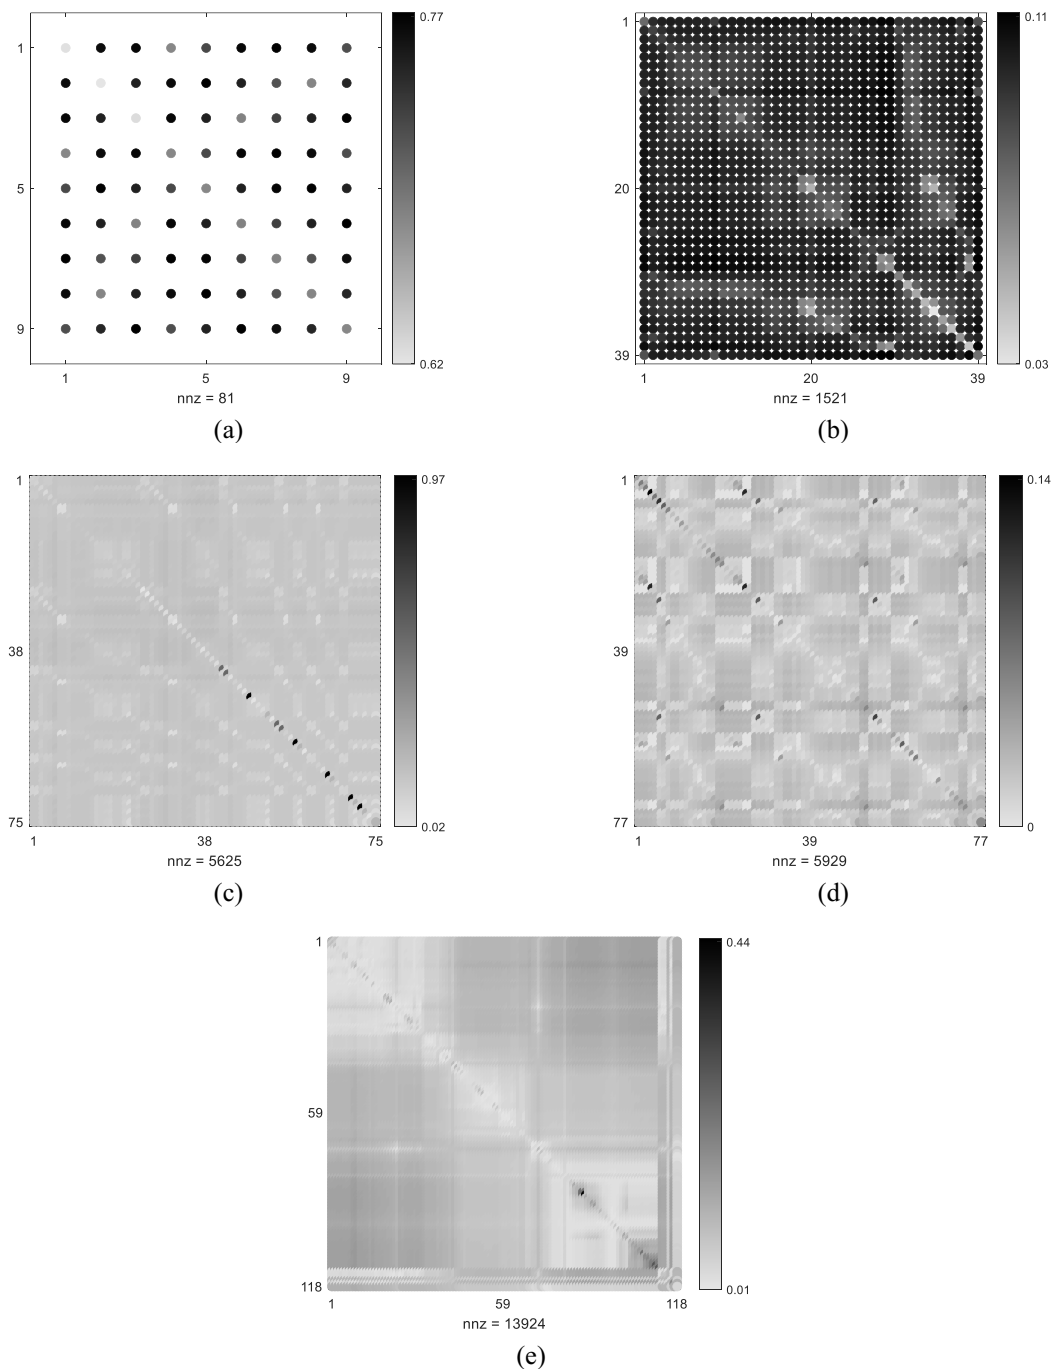 0.77
1
5
9
0.62
1 5 9
nnz = 81
(a)
0.11
1
20
39
0.03
1 20 39
nnz = 1521
(b)
0.97
1
38
75
0.02
1 38 75
nnz = 5625
(c)
0.14
1
39
77
0
1 39 77
nnz = 5929
(d)
0.44
1
59
118
0.01
1 59 118
nnz = 13924
(e)